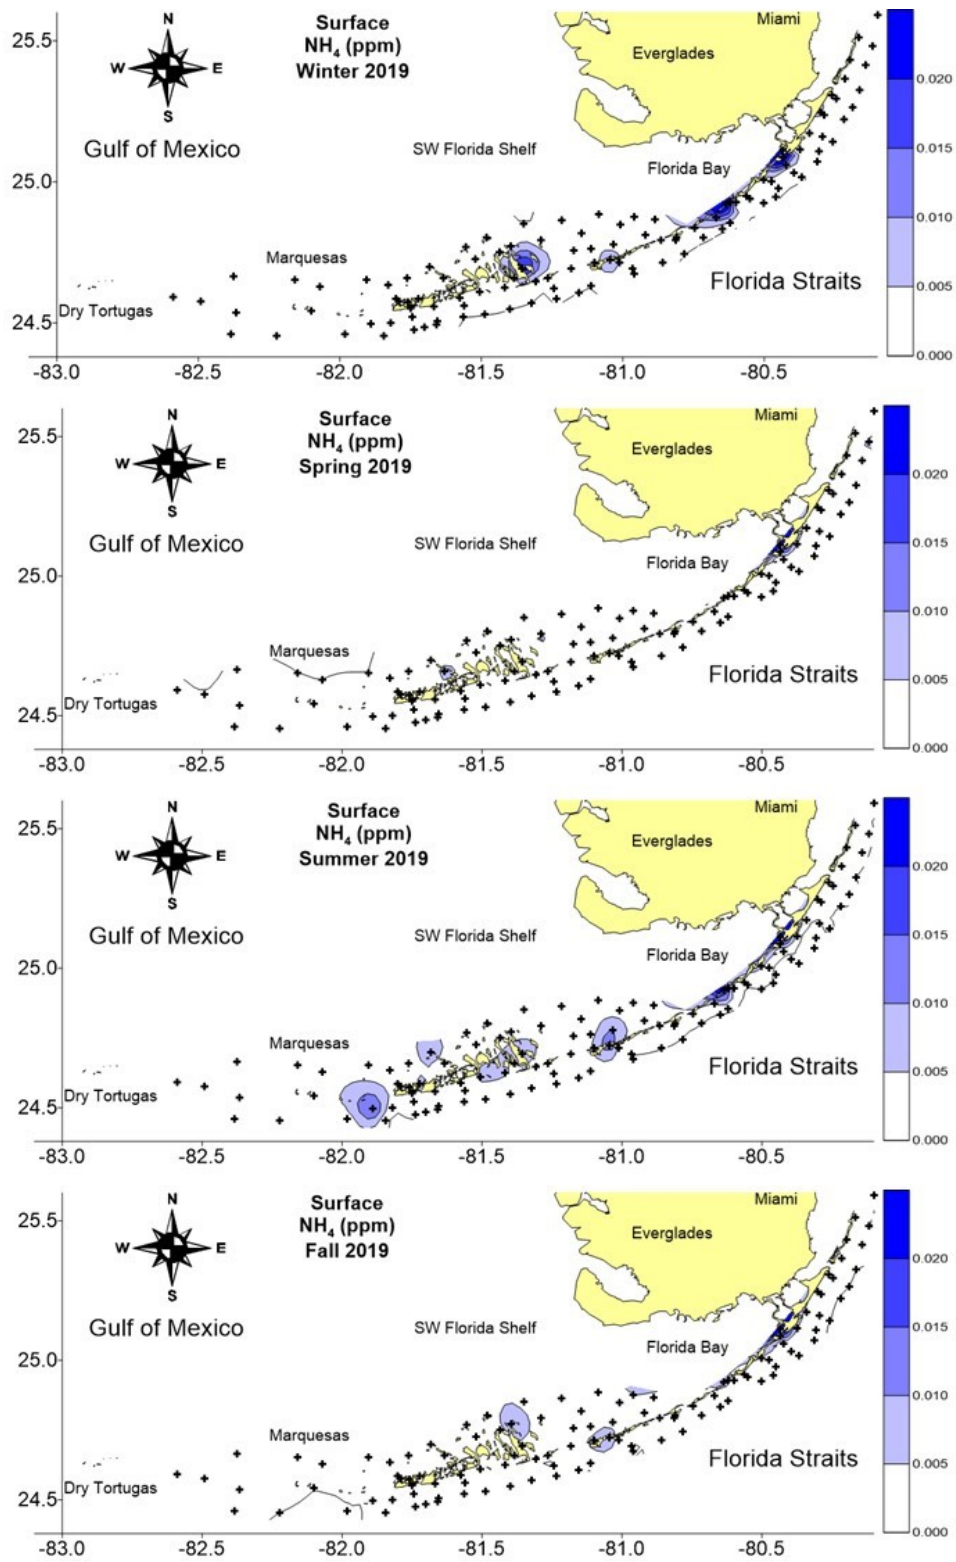 Surface
NH4 (ppm)
Winter 2019
N
W E
S
Gulf of Mexico
SW Florida Shelf
Everglades
Miami
Florida Bay
Marquesas
Dry Tortugas
Florida Straits
25.5
25.0
24.5
-83.0 -82.5 -82.0 -81.5 -81.0 -80.5
0.020
0.015
0.010
0.005
0.000
Surface
NH4 (ppm)
Spring 2019
N
W E
S
Gulf of Mexico
SW Florida Shelf
Everglades
Miami
Florida Bay
Marquesas
Dry Tortugas
Florida Straits
25.5
25.0
24.5
-83.0 -82.5 -82.0 -81.5 -81.0 -80.5
0.020
0.015
0.010
0.005
0.000
Surface
NH4 (ppm)
Summer 2019
N
W E
S
Gulf of Mexico
SW Florida Shelf
Everglades
Miami
Florida Bay
Marquesas
Dry Tortugas
Florida Straits
25.5
25.0
24.5
-83.0 -82.5 -82.0 -81.5 -81.0 -80.5
0.020
0.015
0.010
0.005
0.000
Surface
NH4 (ppm)
Fall 2019
N
W E
S
Gulf of Mexico
SW Florida Shelf
Everglades
Miami
Florida Bay
Marquesas
Dry Tortugas
Florida Straits
25.5
25.0
24.5
-83.0 -82.5 -82.0 -81.5 -81.0 -80.5
0.020
0.015
0.010
0.005
0.000